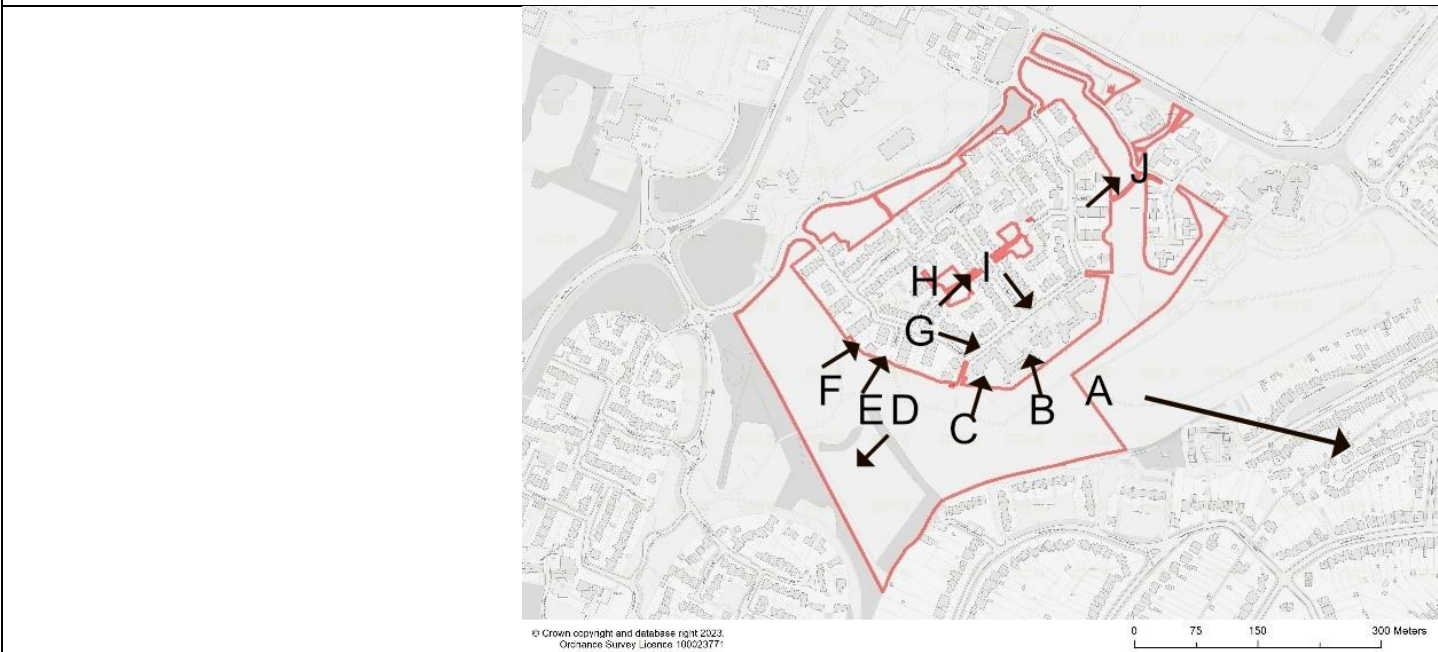 J
H
I
G
F
E
D
C
B
A
© Crown copyright and database right 2023.
Ordnance Survey Licence 100023771
0 75 150 300 Meters